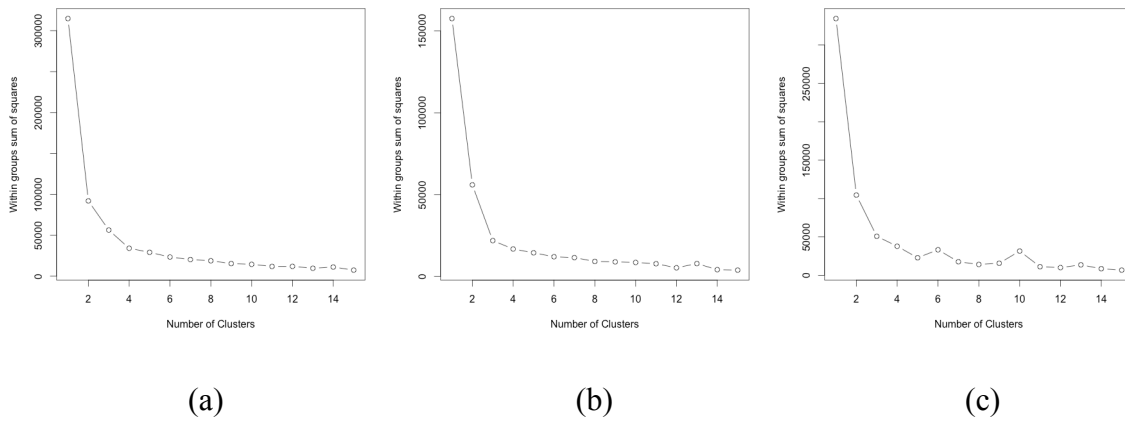 300000
200000
100000
50000
0
Within groups sum of squares
2 4 6 8 10 12 14
Number of Clusters
(a)
150000
100000
50000
0
Within groups sum of squares
2 4 6 8 10 12 14
Number of Clusters
(b)
250000
150000
50000
0
Within groups sum of squares
2 4 6 8 10 12 14
Number of Clusters
(c)